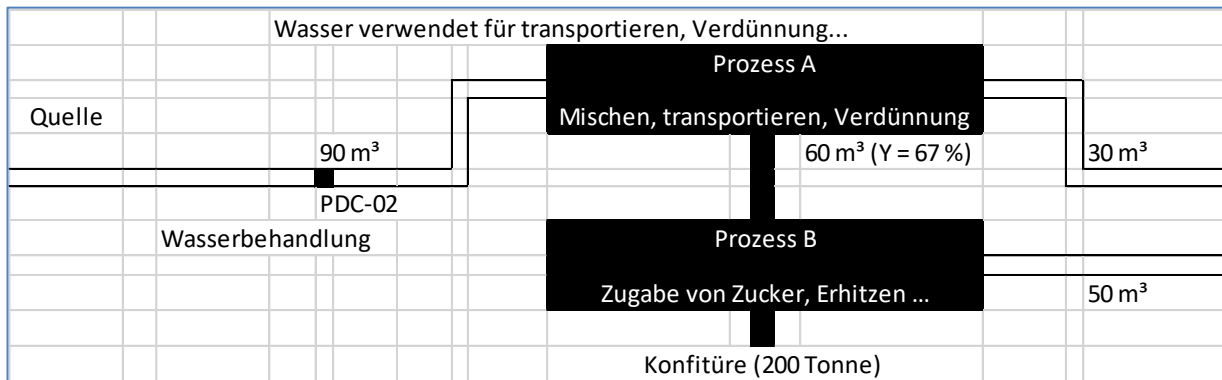 Wasser verwendet für transportieren, Verdünnung...
Prozess A
Quelle
Mischen, transportieren, Verdünnung
90 m³
60 m³ (Y = 67 %)
30 m³
PDC-02
Wasserbehandlung
Prozess B
Zugabe von Zucker, Erhitzen ...
50 m³
Konfitüre (200 Tonne)